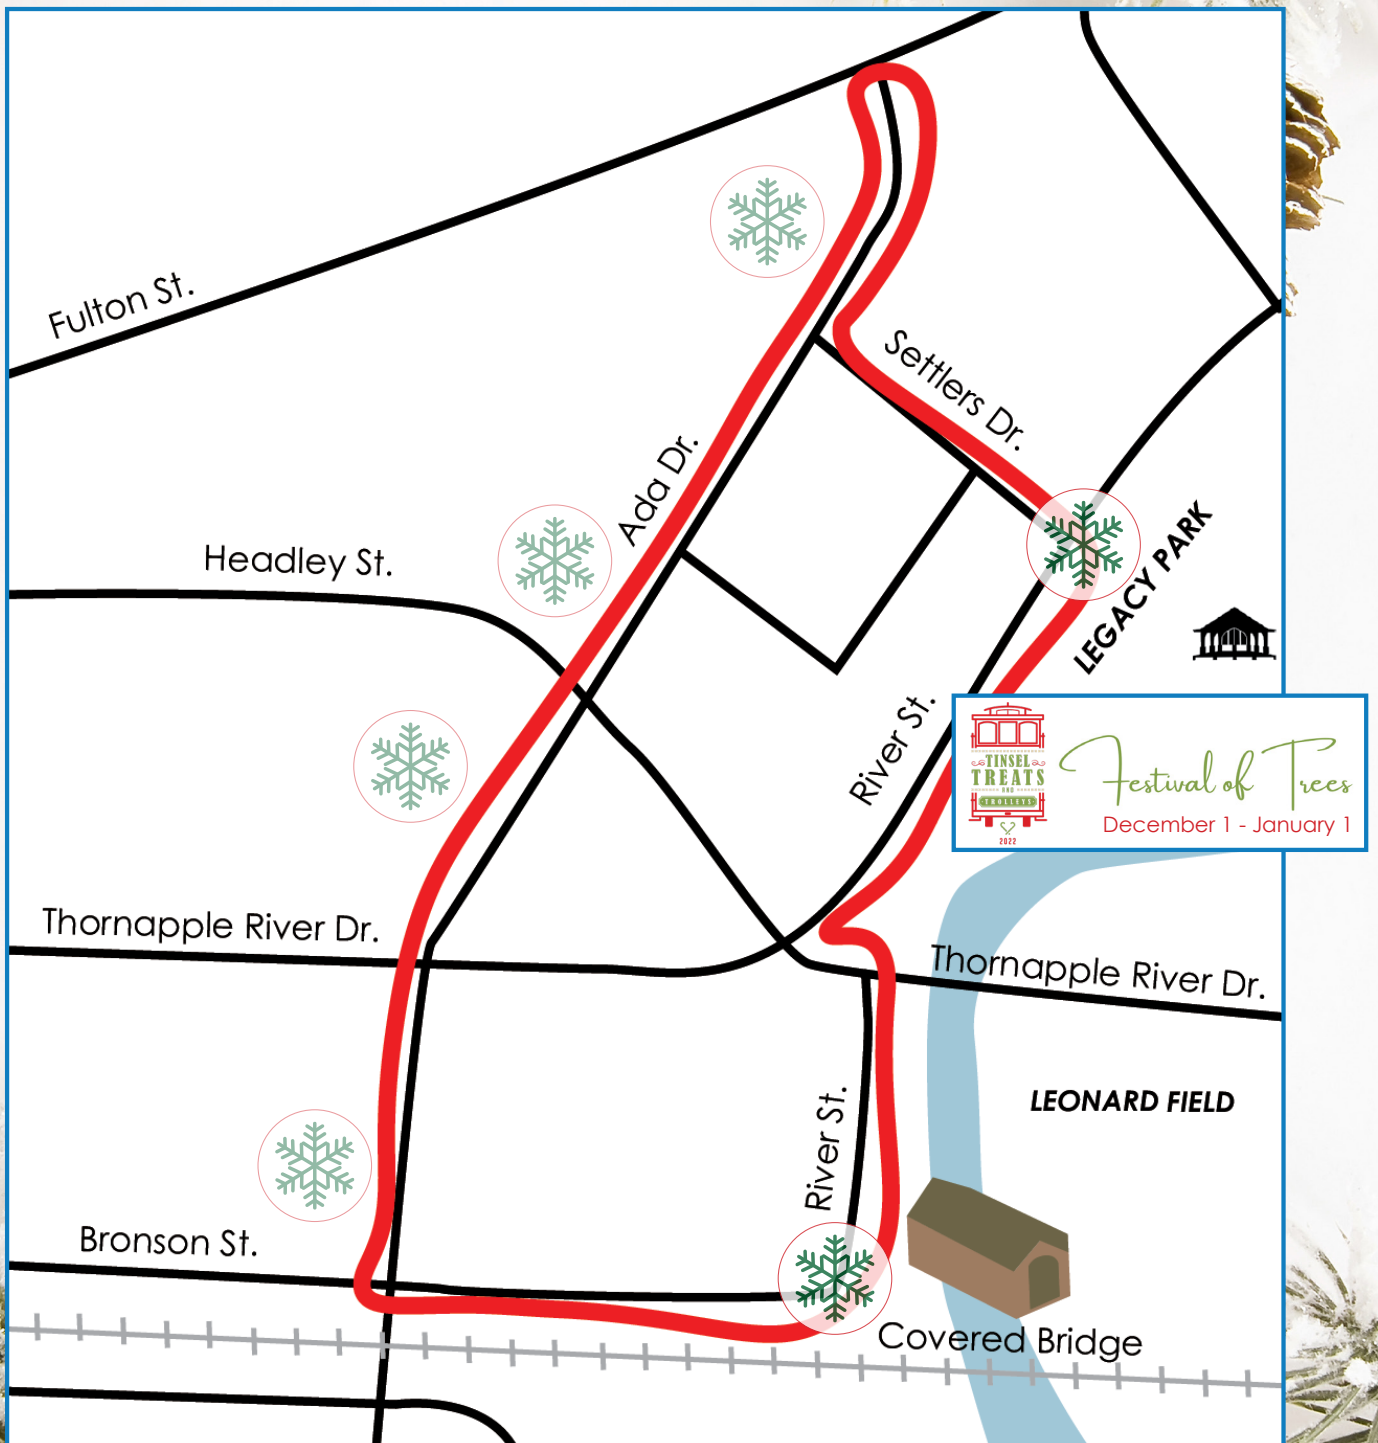 Fulton St.
Settlers Dr.
Ada Dr.
Headley St.
LEGACY PARK
River St.
TINSEL
TREATS
AND
TROLLEYS
2022
Festival of Trees
December 1 - January 1
Thornapple River Dr.
Thornapple River Dr.
LEONARD FIELD
River St.
Bronson St.
Covered Bridge